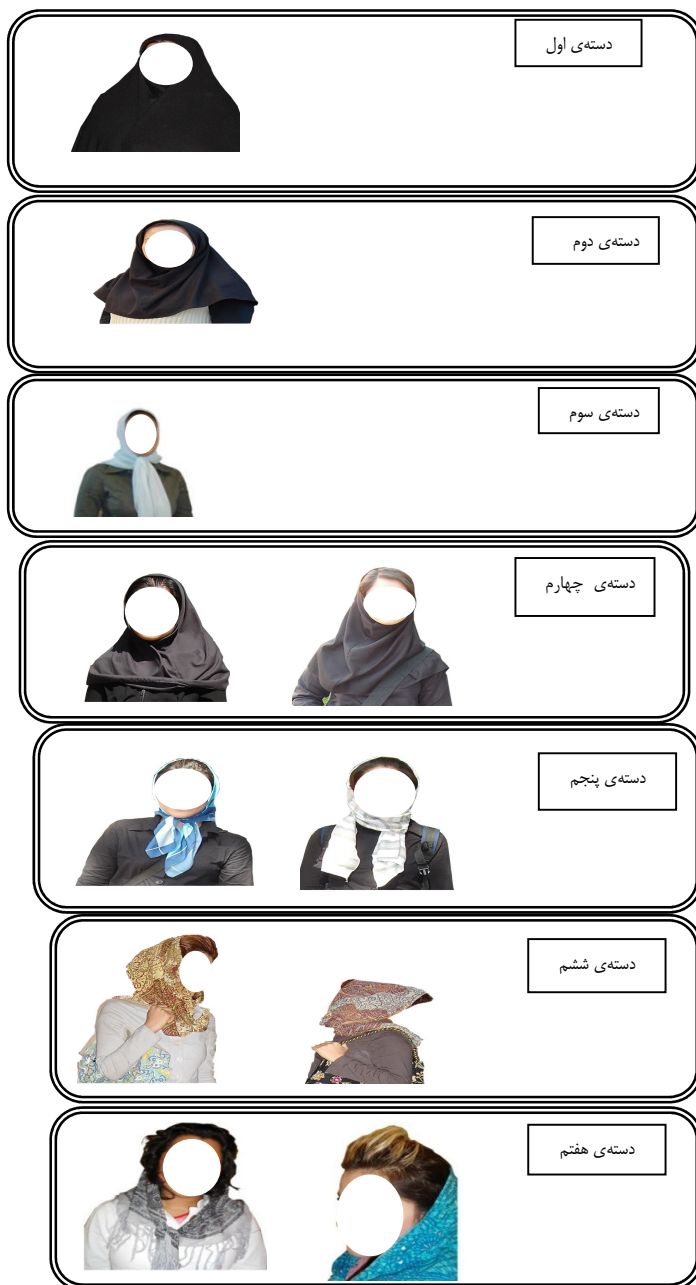 دسته‌ی اول
دسته‌ی دوم
دسته‌ی سوم
دسته‌ی چهارم
دسته‌ی پنجم
دسته‌ی ششم
دسته‌ی هفتم